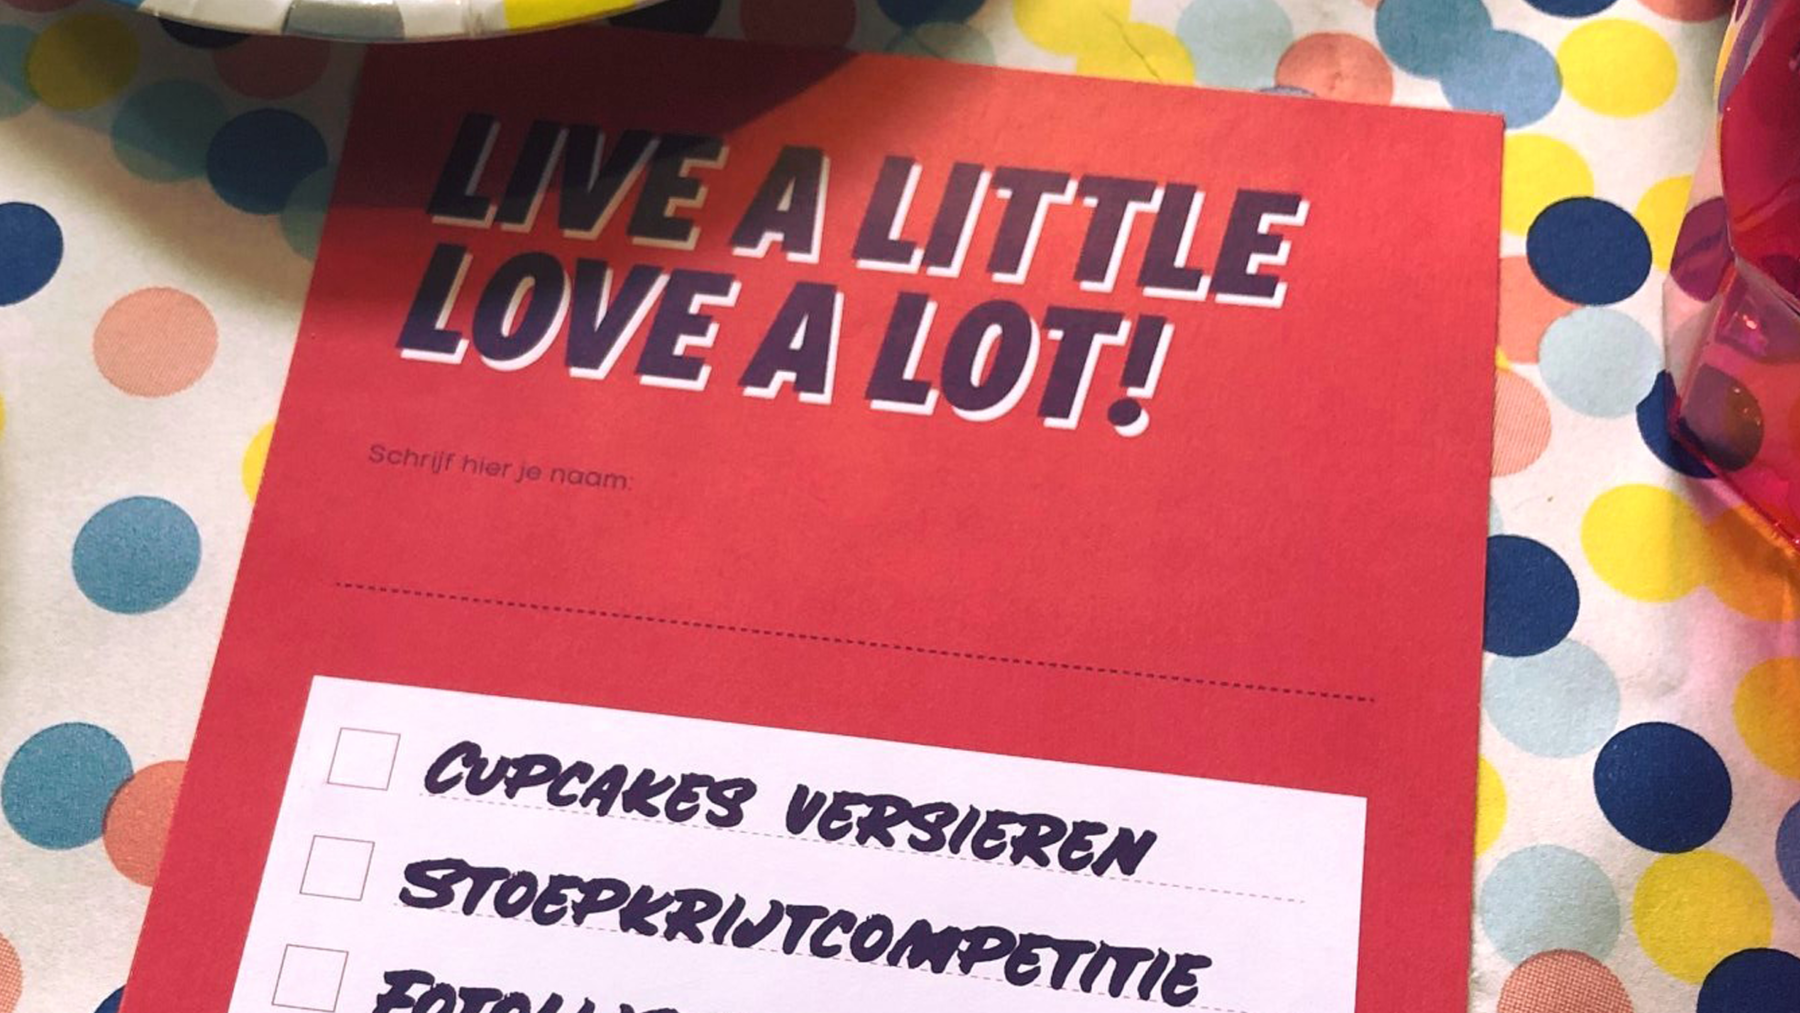 LIVE A LITTLE
LOVE A LOT!
Schrijf hier je naam:
CUPCAKES VERSIEREN
STOEPKRIJTCOMPETITIE